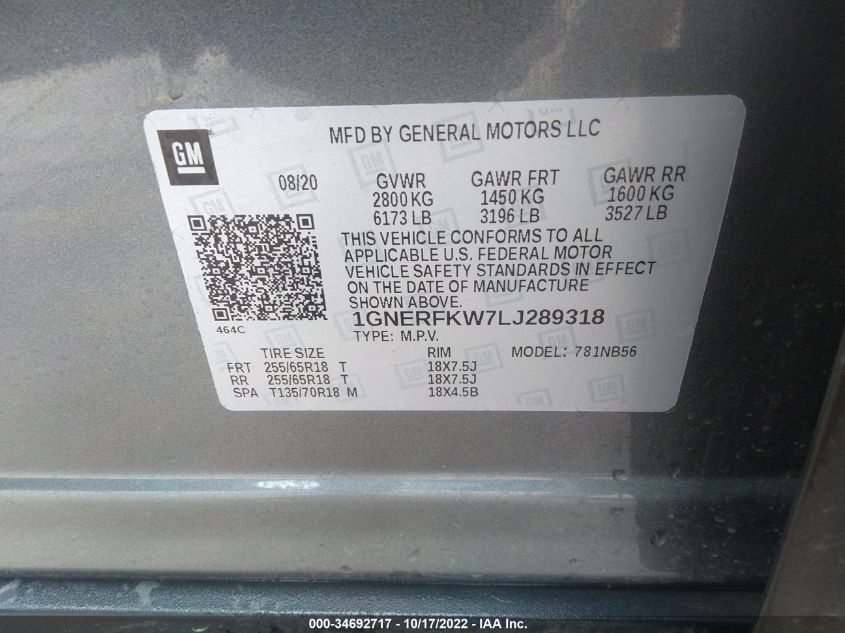 GM
MFD BY GENERAL MOTORS LLC
08/20 GVWR GAWR FRT GAWR RR
2800 KG 1450 KG 1600 KG
6173 LB 3196 LB 3527 LB
THIS VEHICLE CONFORMS TO ALL
APPLICABLE U.S. FEDERAL MOTOR
VEHICLE SAFETY STANDARDS IN EFFECT
ON THE DATE OF MANUFACTURE
SHOWN ABOVE.
464C
1GNERFKW7LJ289318
TYPE: M.P.V.
TIRE SIZE RIM MODEL: 781NB56
FRT 255/65R18 T 18X7.5J
RR 255/65R18 T 18X7.5J
SPA T135/70R18 M 18X4.5B
000-34692717 - 10/17/2022 - IAA Inc.